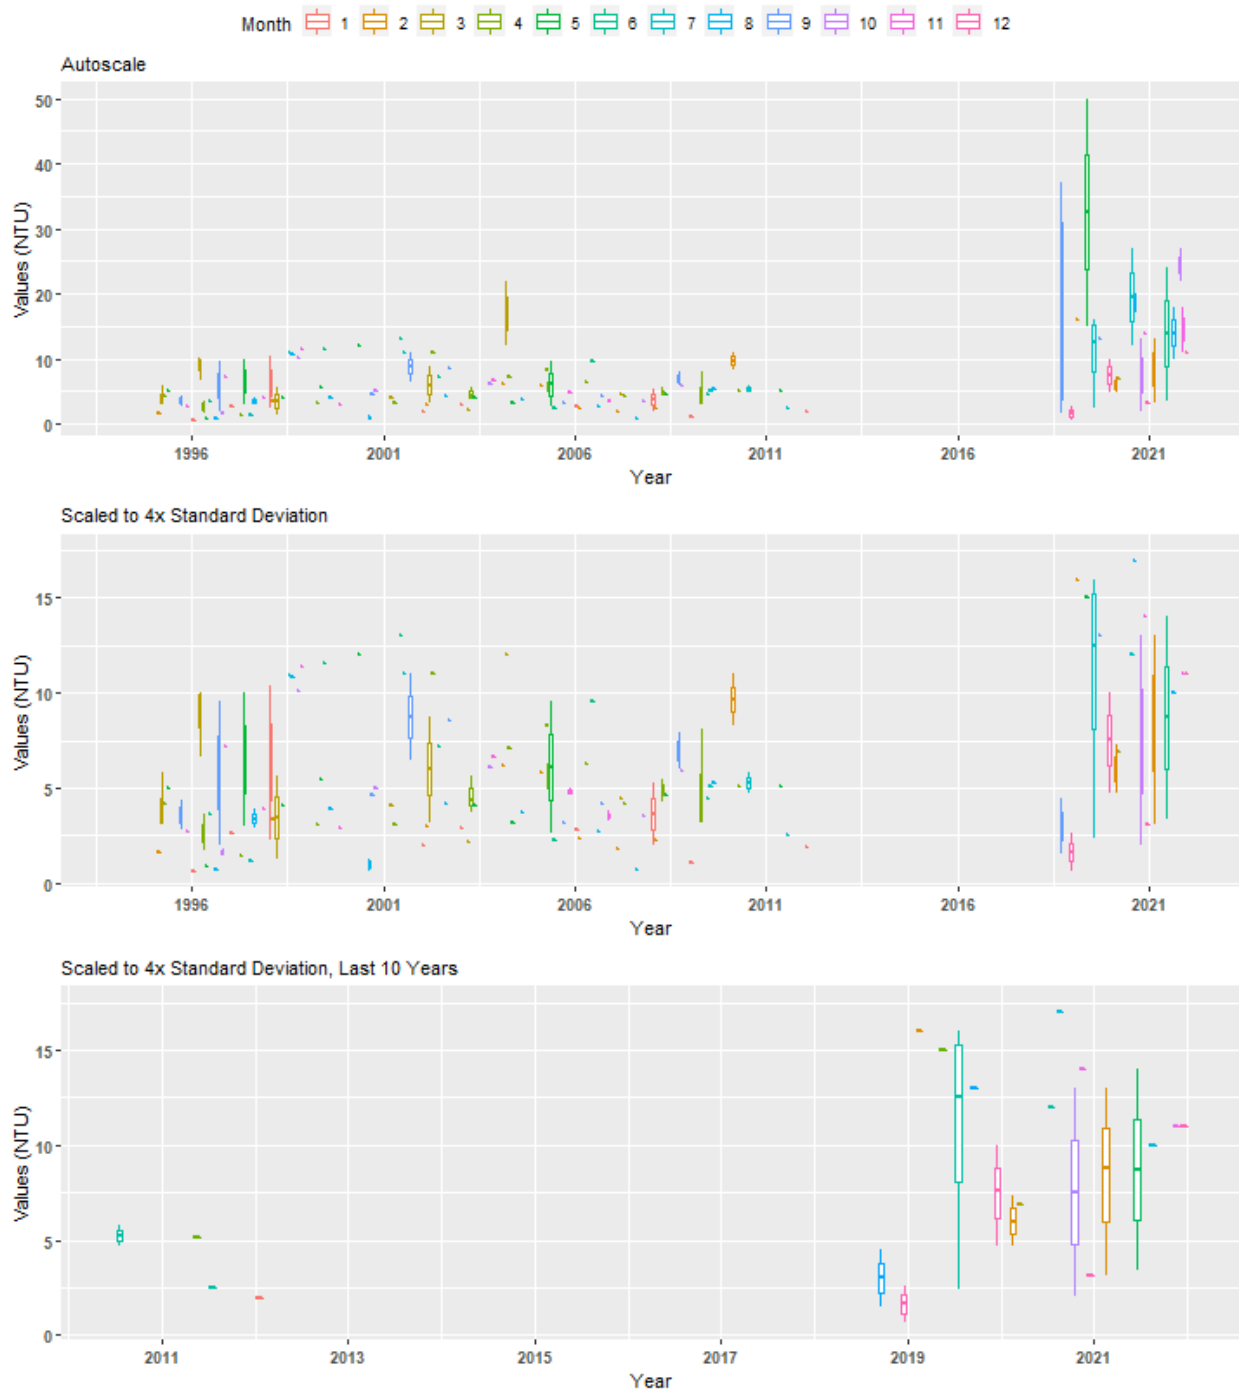 Month 1 2 3 4 5 6 7 8 9 10 11 12
Autoscale
50
40
30
20
10
0
Values (NTU)
1996 2001 2006 2011 2016 2021
Year
Scaled to 4x Standard Deviation
15
10
5
0
Values (NTU)
1996 2001 2006 2011 2016 2021
Year
Scaled to 4x Standard Deviation, Last 10 Years
15
10
5
0
Values (NTU)
2011 2013 2015 2017 2019 2021
Year